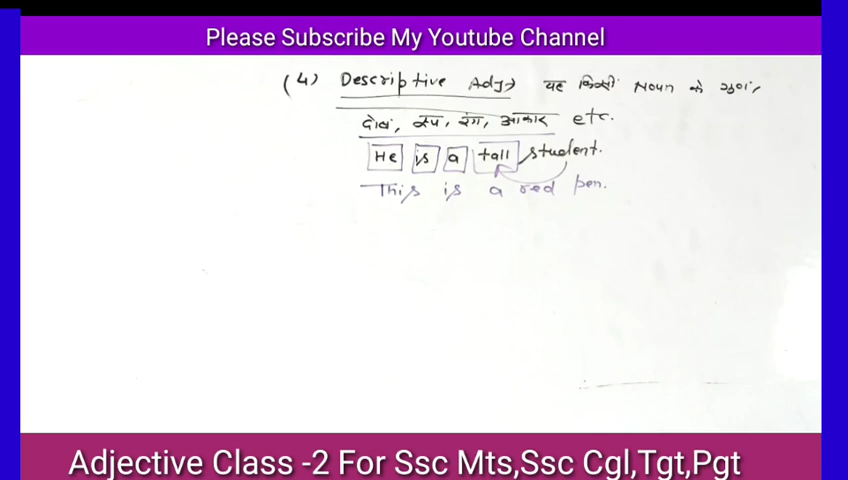 Please Subscribe My Youtube Channel
(4) Descriptive Adj→ यह किसी Noun के गुण,
दोष, रूप, रंग, आकार etc.
He is a tall student.
This is a red pen.
Adjective Class -2 For Ssc Mts,Ssc Cgl,Tgt,Pgt